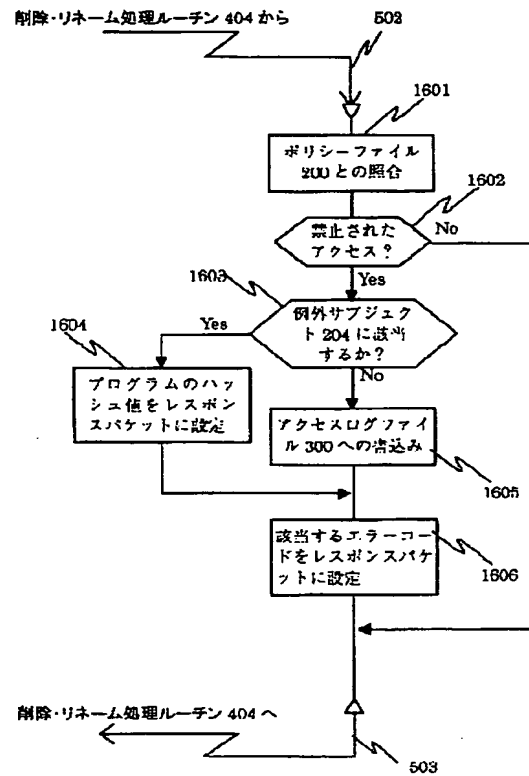 削除・リネーム処理ルーチン 404 から
502
1601
ポリシーファイル
200 との照合
1602
禁止された
アクセス?
No
Yes
1603
例外サブジェク
ト 204 に該当
するか?
Yes
No
1604
プログラムのハッ
シュ値をレスポン
スパケットに設定
アクセスログファ
イル 300 への書込み
1605
該当するエラーコー
ドをレスポンスパケ
ットに設定
1606
削除・リネーム処理ルーチン 404 へ
503